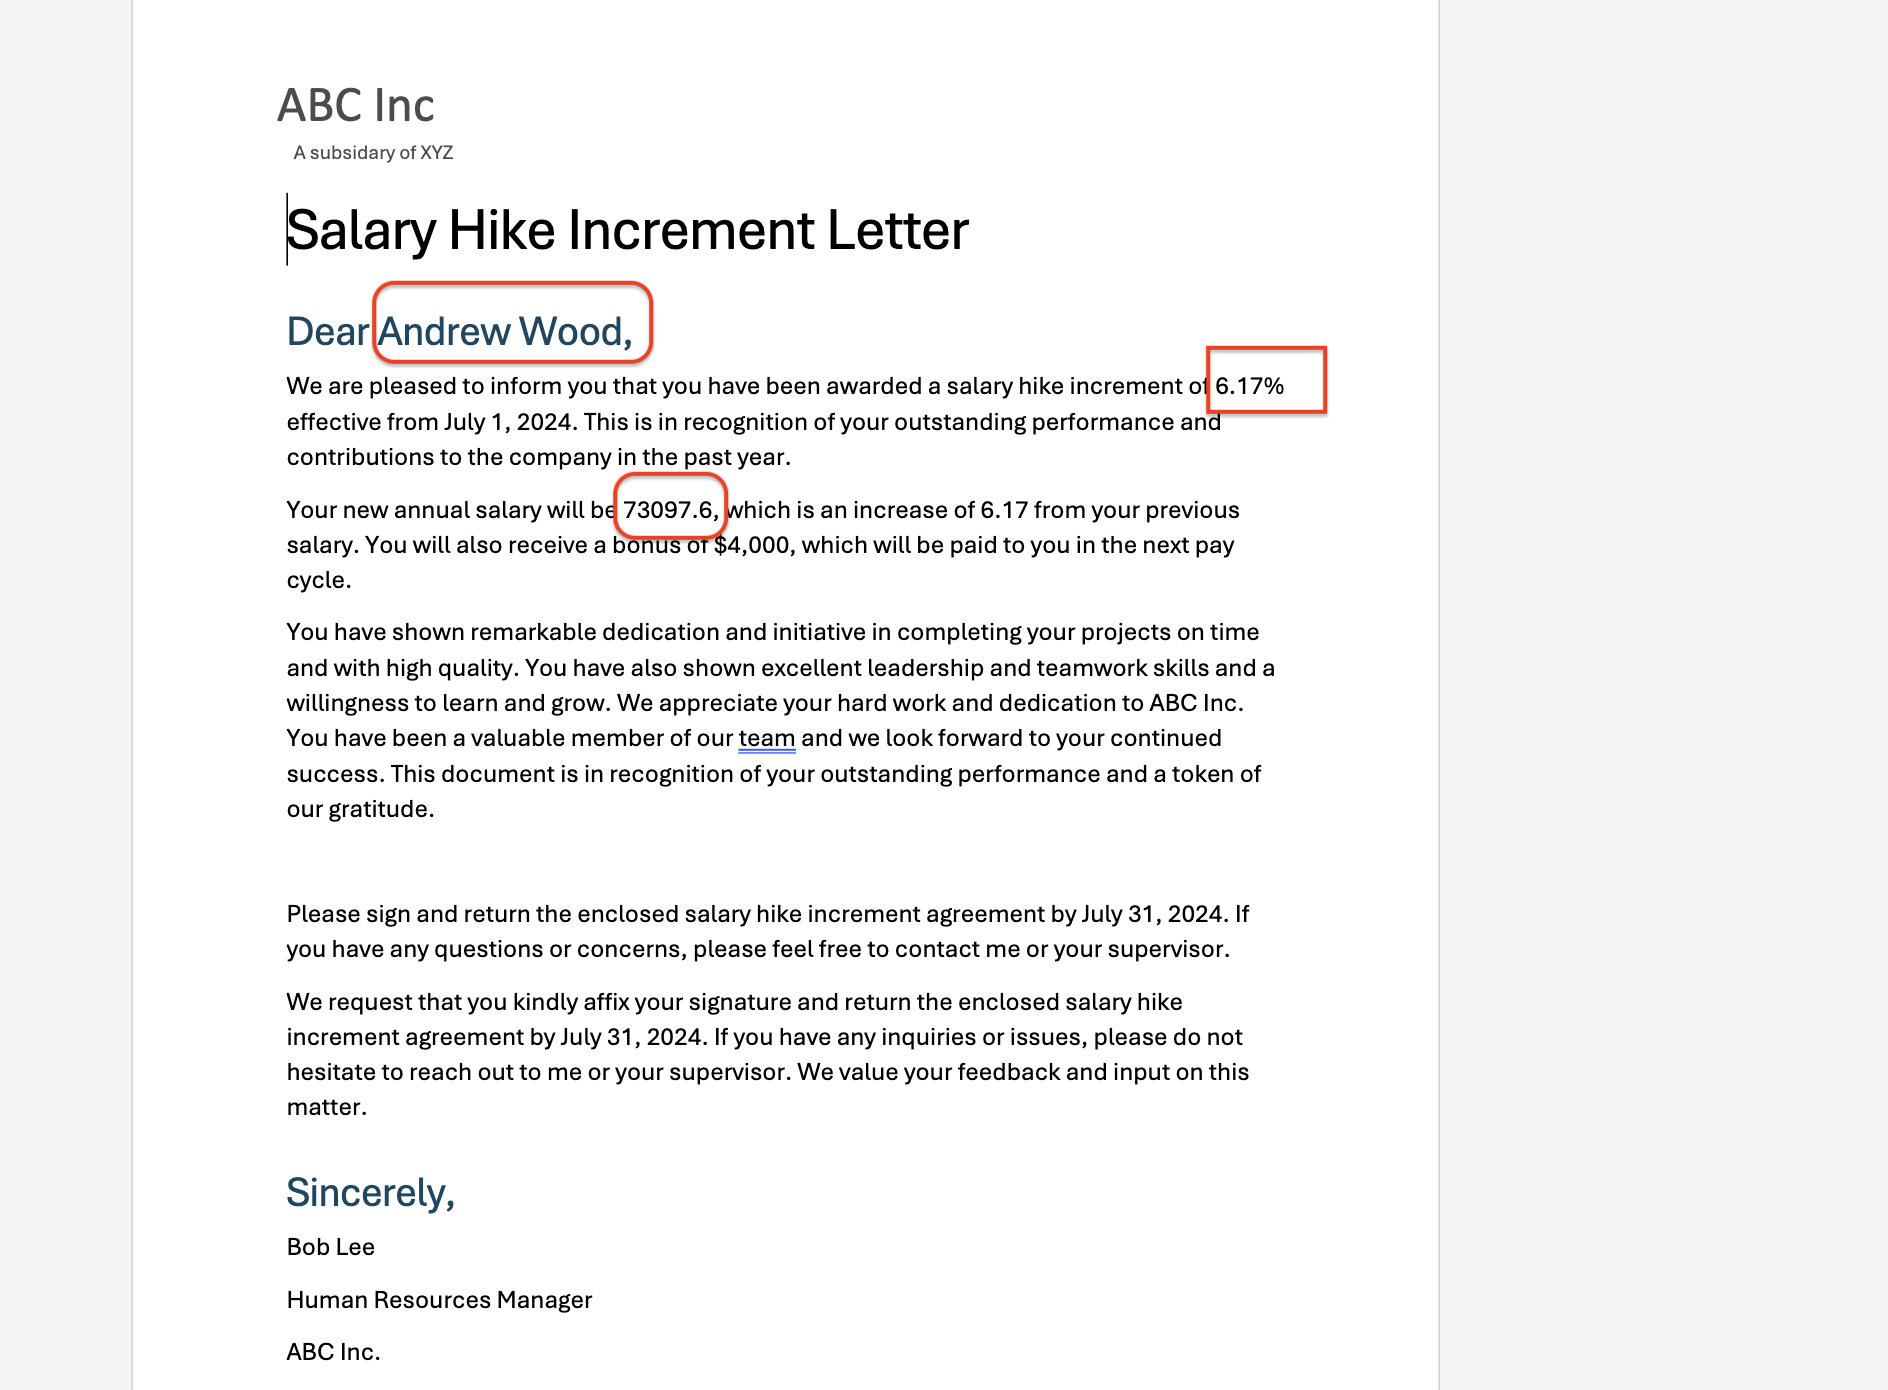 ABC Inc
A subsidary of XYZ
Salary Hike Increment Letter
Dear Andrew Wood,
We are pleased to inform you that you have been awarded a salary hike increment of 6.17%
effective from July 1, 2024. This is in recognition of your outstanding performance and
contributions to the company in the past year.
Your new annual salary will be 73097.6, which is an increase of 6.17 from your previous
salary. You will also receive a bonus of $4,000, which will be paid to you in the next pay
cycle.
You have shown remarkable dedication and initiative in completing your projects on time
and with high quality. You have also shown excellent leadership and teamwork skills and a
willingness to learn and grow. We appreciate your hard work and dedication to ABC Inc.
You have been a valuable member of our team and we look forward to your continued
success. This document is in recognition of your outstanding performance and a token of
our gratitude.
Please sign and return the enclosed salary hike increment agreement by July 31, 2024. If
you have any questions or concerns, please feel free to contact me or your supervisor.
We request that you kindly affix your signature and return the enclosed salary hike
increment agreement by July 31, 2024. If you have any inquiries or issues, please do not
hesitate to reach out to me or your supervisor. We value your feedback and input on this
matter.
Sincerely,
Bob Lee
Human Resources Manager
ABC Inc.